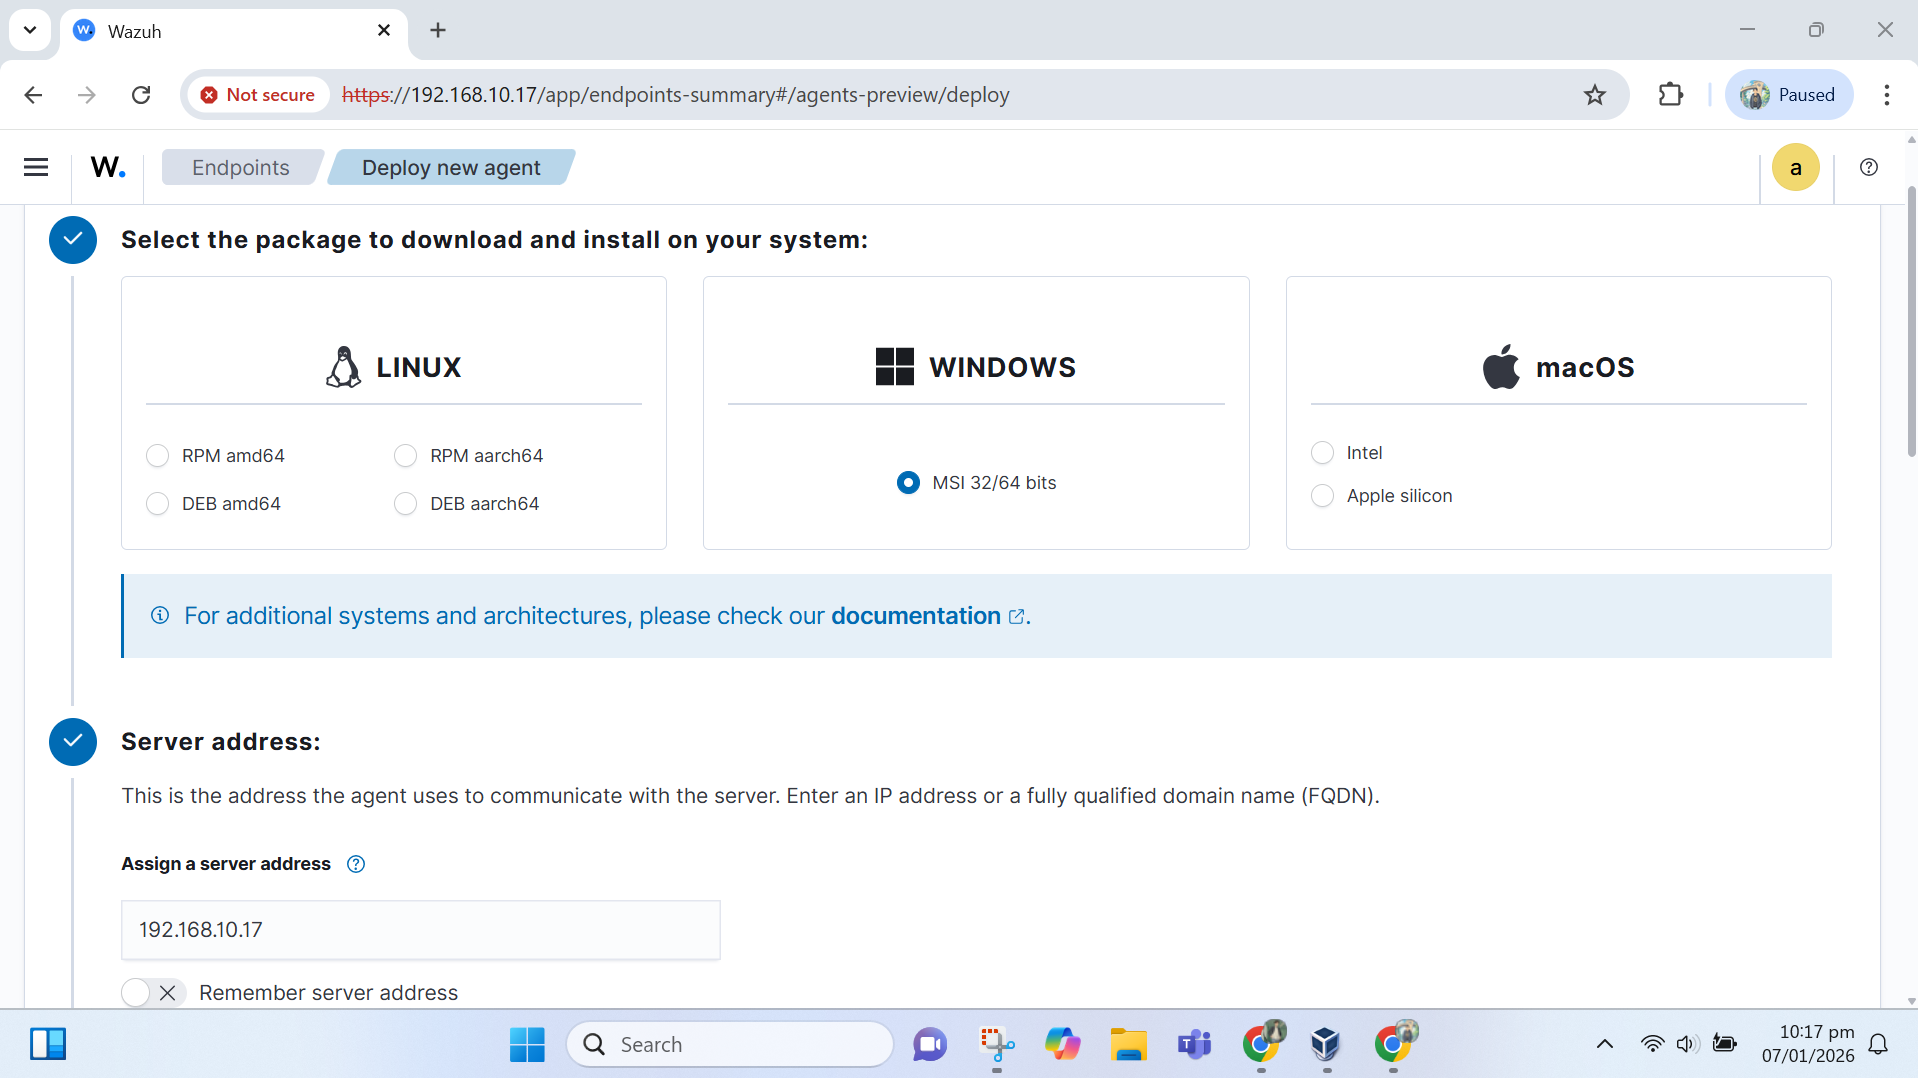 Wazuh
Not secure
https://192.168.10.17/app/endpoints-summary#/agents-preview/deploy
Paused
W.
Endpoints
Deploy new agent
a
Select the package to download and install on your system:
LINUX
WINDOWS
macOS
RPM amd64
RPM aarch64
DEB amd64
DEB aarch64
MSI 32/64 bits
Intel
Apple silicon
For additional systems and architectures, please check our documentation.
Server address:
This is the address the agent uses to communicate with the server. Enter an IP address or a fully qualified domain name (FQDN).
Assign a server address
192.168.10.17
Remember server address
Search
10:17 pm
07/01/2026